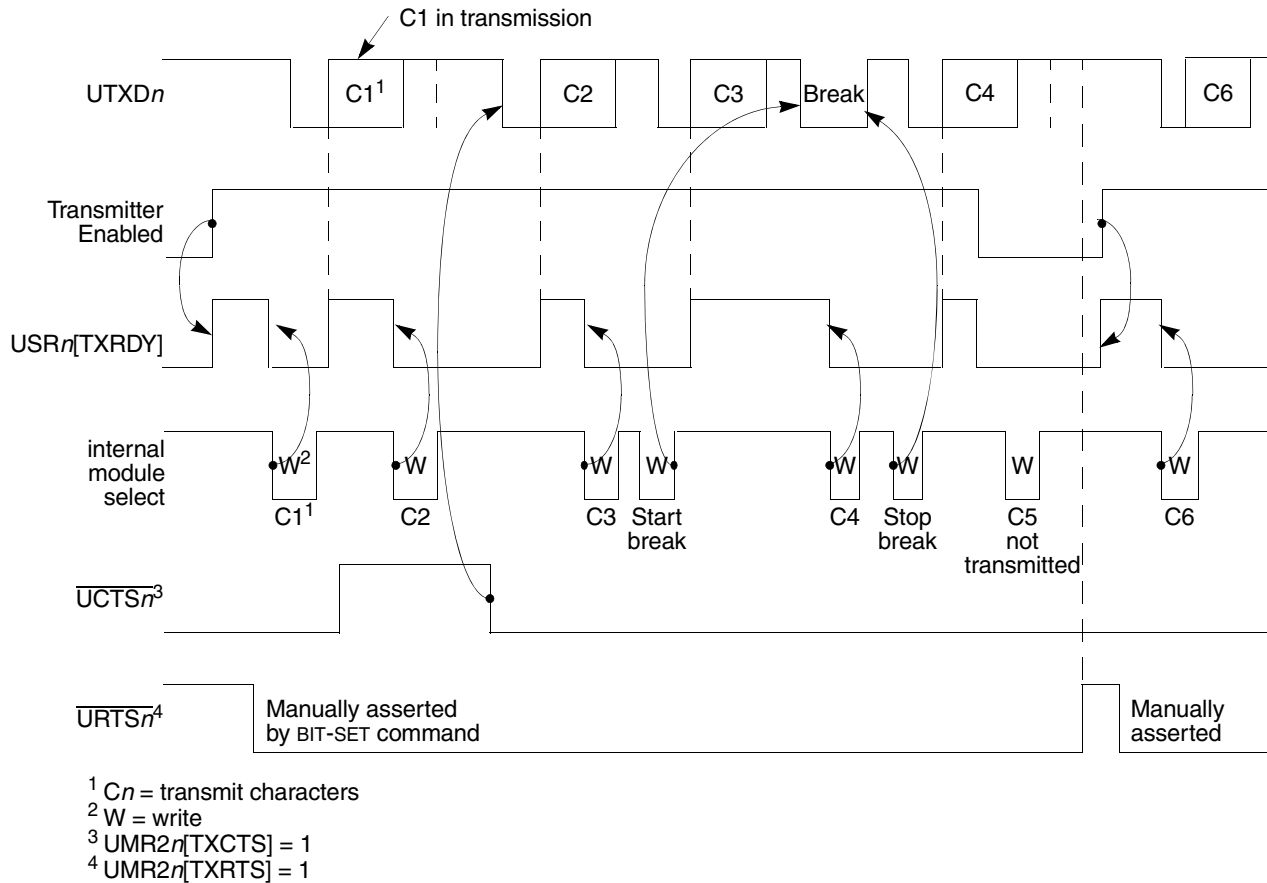 C1 in transmission
UTXDn
C1¹
C2
C3
Break
C4
C6
Transmitter
Enabled
USRn[TXRDY]
internal
module
select
W²
W
W
W
W
W
W
W
C1¹
C2
C3
Start
break
C4
Stop
break
C5
not
transmitted
C6
UCTSn³
URTSn⁴
Manually asserted
by BIT-SET command
Manually
asserted
¹ Cn = transmit characters
² W = write
³ UMR2n[TXCTS] = 1
⁴ UMR2n[TXRTS] = 1